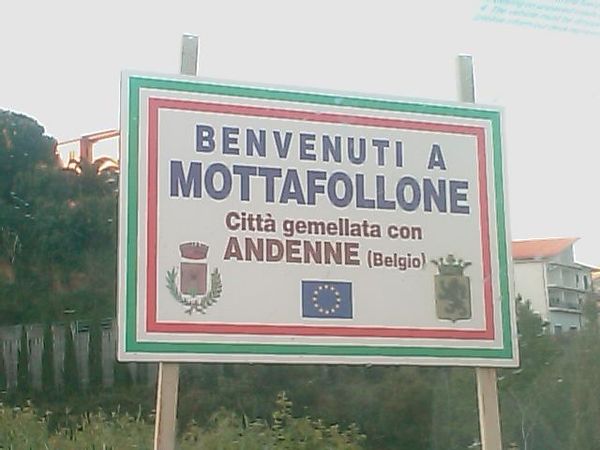 BENVENUTI A
MOTTAFOLLONE
Città gemellata con
ANDENNE (Belgio)